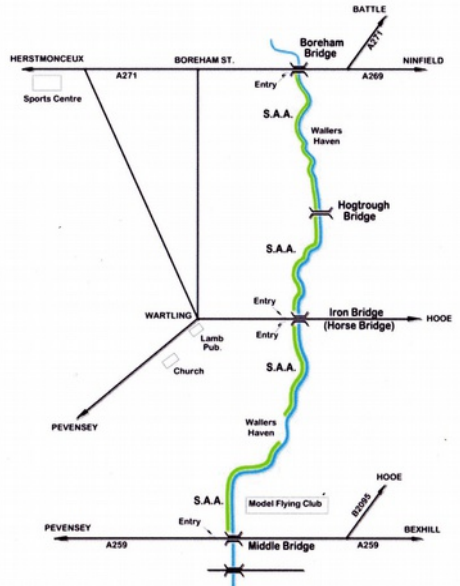 BATTLE
A271
Boreham
Bridge
HERSTMONCEUX
BOREHAM ST.
NINFIELD
A271
A269
Sports Centre
Entry
S.A.A.
Wallers
Haven
Hogtrough
Bridge
S.A.A.
Entry
WARTLING
Iron Bridge
(Horse Bridge)
HOOE
Entry
Lamb
Pub.
Church
S.A.A.
PEVENSEY
Wallers
Haven
HOOE
B2095
S.A.A.
Model Flying Club
Entry
PEVENSEY
BEXHILL
A259
Middle Bridge
A259